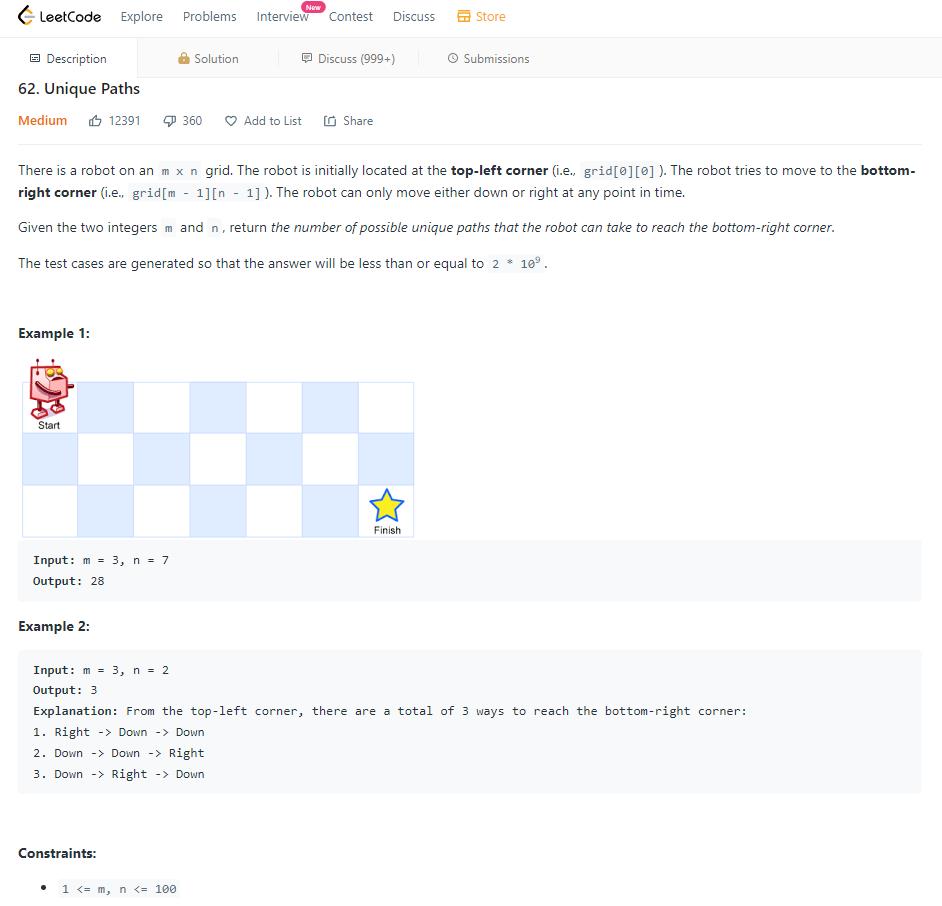 LeetCode Explore Problems Interview New Contest Discuss Store
Description Solution Discuss (999+) Submissions
62. Unique Paths
Medium 12391 360 Add to List Share
There is a robot on an m x n grid. The robot is initially located at the top-left corner (i.e., grid[0][0]). The robot tries to move to the bottom-
right corner (i.e., grid[m - 1][n - 1]). The robot can only move either down or right at any point in time.
Given the two integers m and n, return the number of possible unique paths that the robot can take to reach the bottom-right corner.
The test cases are generated so that the answer will be less than or equal to 2 * 10⁹.
Example 1:
Start
Finish
Input: m = 3, n = 7
Output: 28
Example 2:
Input: m = 3, n = 2
Output: 3
Explanation: From the top-left corner, there are a total of 3 ways to reach the bottom-right corner:
1. Right -> Down -> Down
2. Down -> Down -> Right
3. Down -> Right -> Down
Constraints:
• 1 <= m, n <= 100